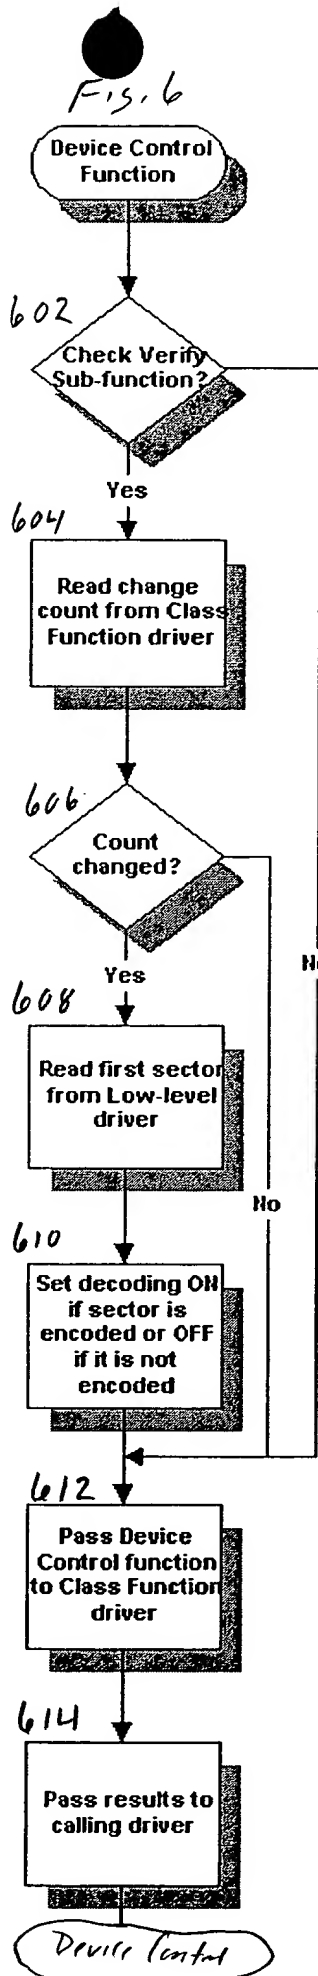 Fig. 6
Device Control
Function
602
Check Verify
Sub-function?
Yes
604
Read change
count from Class
Function driver
606
Count
changed?
Yes
608
Read first sector
from Low-level
driver
No
610
Set decoding ON
if sector is
encoded or OFF
if it is not
encoded
612
Pass Device
Control function
to Class Function
driver
614
Pass results to
calling driver
Device Control